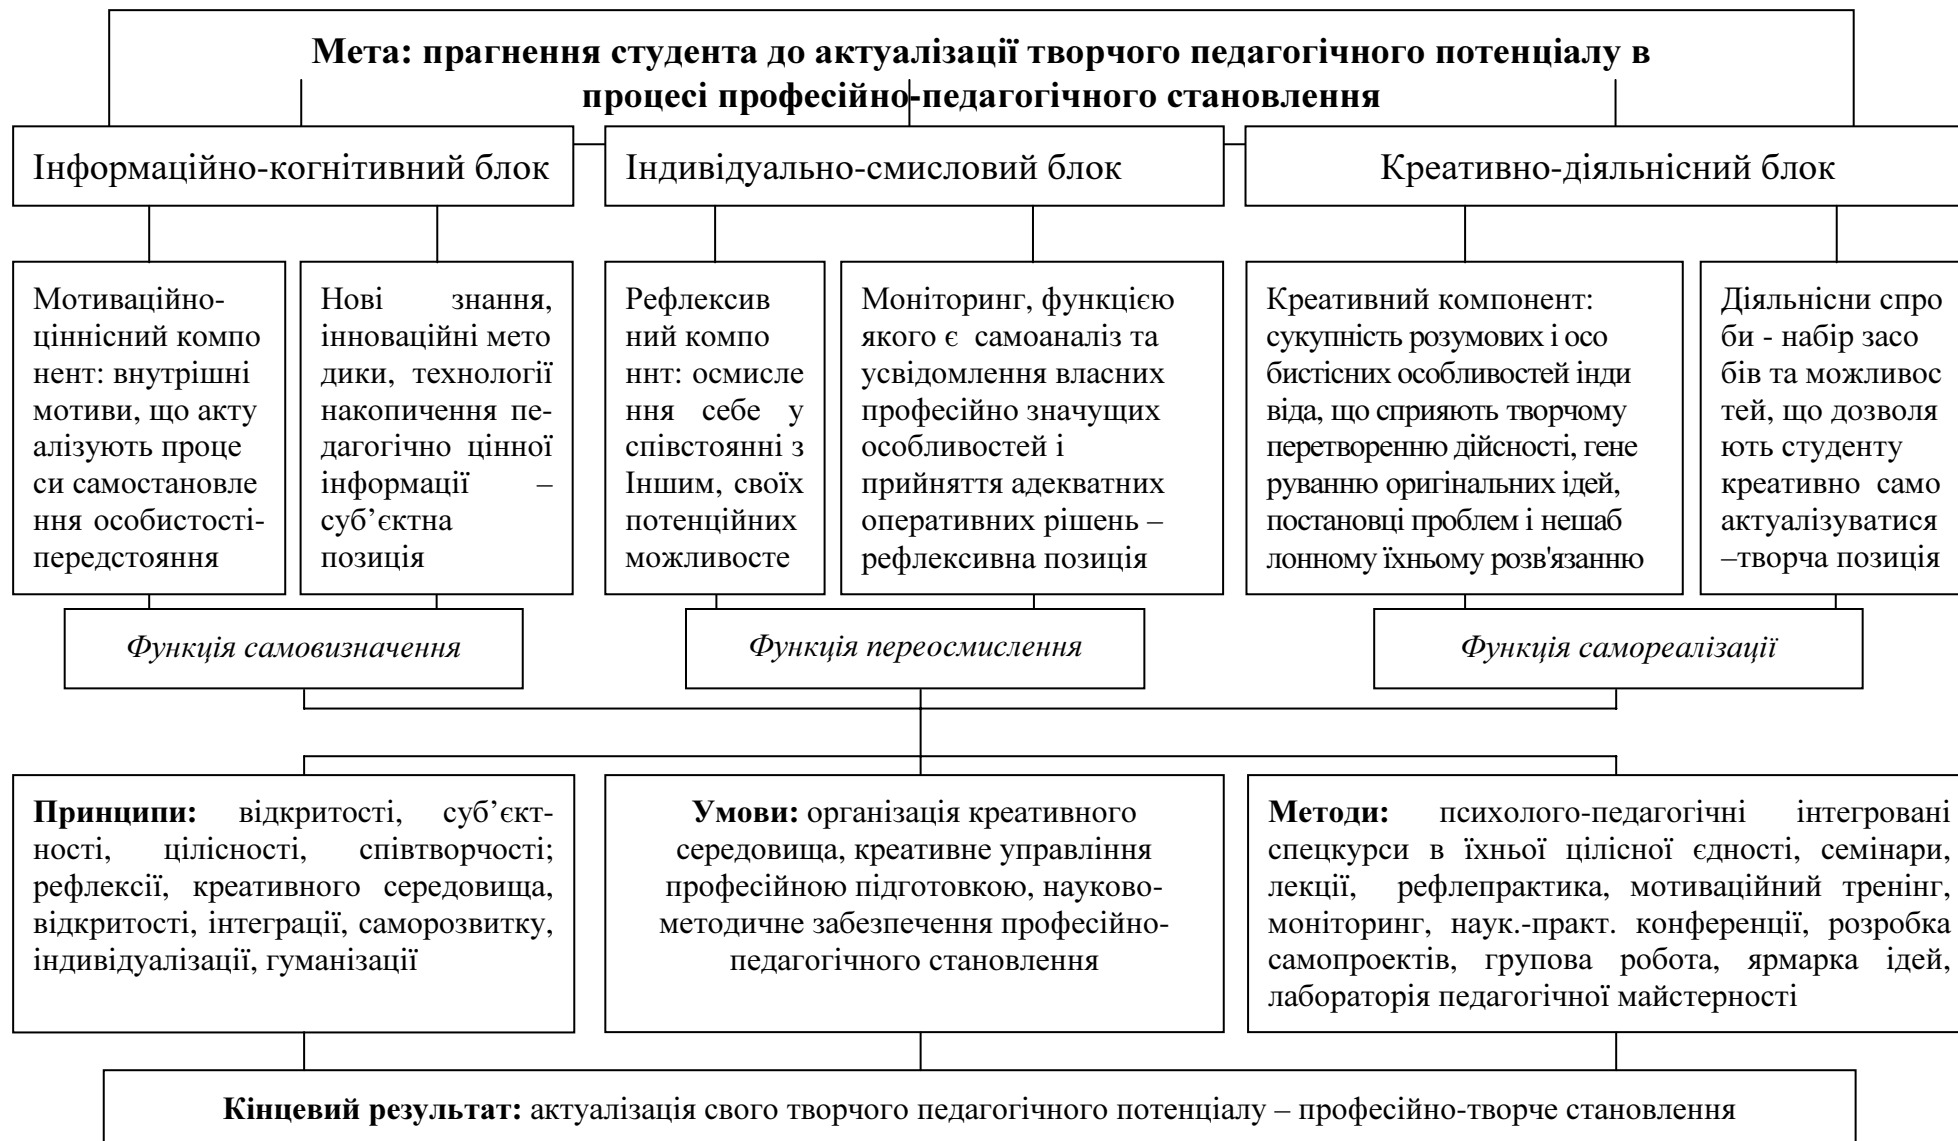 Мета: прагнення студента до актуалізації творчого педагогічного потенціалу в
процесі професійно-педагогічного становлення
Інформаційно-когнітивний блок
Індивідуально-смисловий блок
Креативно-діяльнісний блок
Мотиваційно-
ціннісний компо
нент: внутрішні
мотиви, що акту
алізують проце
си самостановле
ння особистості-
передстояння
Нові знання,
інноваційні мето
дики, технології
накопичення пе-
дагогічно цінної
інформації –
суб’єктна
позиція
Рефлексив
ний компо
ннт: осмисле
ння себе у
співстоянні з
Іншим, своїх
потенційних
можливосте
Моніторинг, функцією
якого є самоаналіз та
усвідомлення власних
професійно значущих
особливостей і
прийняття адекватних
оперативних рішень –
рефлексивна позиція
Креативний компонент:
сукупність розумових і осо
бистісних особливостей інди
віда, що сприяють творчому
перетворенню дійсності, гене
руванню оригінальних ідей,
постановці проблем і нешаб
лонному їхньому розв'язанню
Діяльнісни спро
би - набір засо
бів та можливос
тей, що дозволя
ють студенту
креативно само
актуалізуватися
–творча позиція
Функція самовизначення
Функція переосмислення
Функція самореалізації
Принципи: відкритості, суб’єкт-
ності, цілісності, співтворчості;
рефлексії, креативного середовища,
відкритості, інтеграції, саморозвитку,
індивідуалізації, гуманізації
Умови: організація креативного
середовища, креативне управління
професійною підготовкою, науково-
методичне забезпечення професійно-
педагогічного становлення
Методи: психолого-педагогічні інтегровані
спецкурси в їхньої цілісної єдності, семінари,
лекції, рефлепрактика, мотиваційний тренінг,
моніторинг, наук.-практ. конференції, розробка
самопроектів, групова робота, ярмарка ідей,
лабораторія педагогічної майстерності
Кінцевий результат: актуалізація свого творчого педагогічного потенціалу – професійно-творче становлення